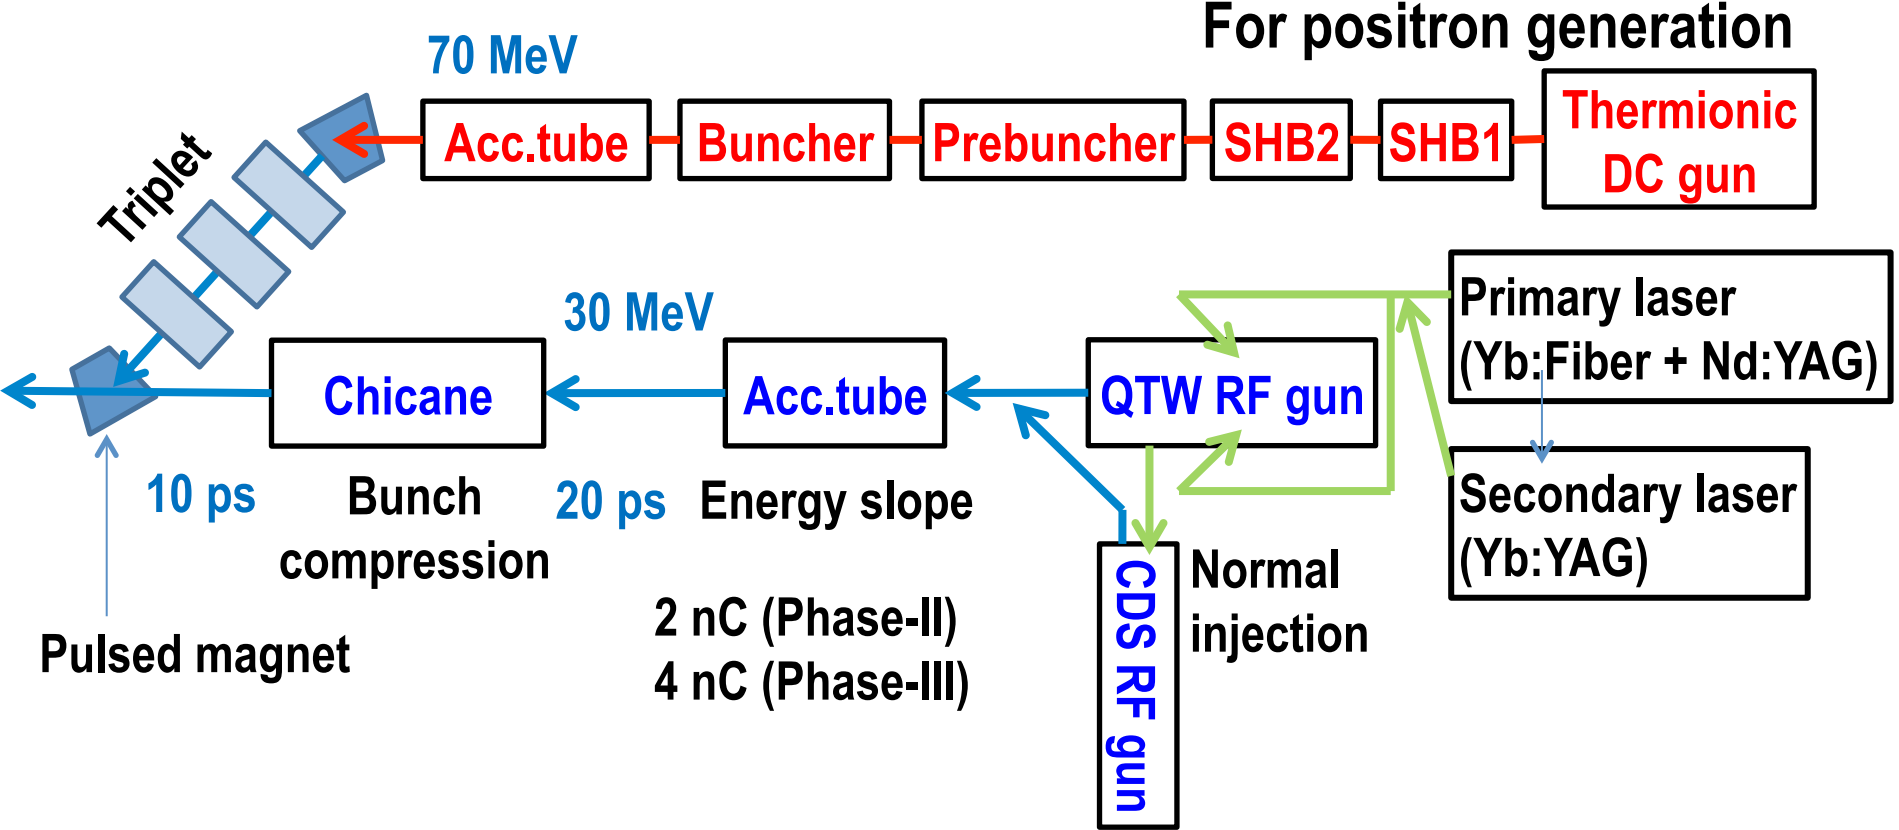 For positron generation
70 MeV
Thermionic
DC gun
SHB1
SHB2
Prebuncher
Buncher
Acc.tube
Triplet
30 MeV
Primary laser
(Yb:Fiber + Nd:YAG)
QTW RF gun
Acc.tube
Chicane
10 ps
Bunch
compression
20 ps
Energy slope
Secondary laser
(Yb:YAG)
Normal
injection
CDS RF gun
2 nC (Phase-II)
4 nC (Phase-III)
Pulsed magnet